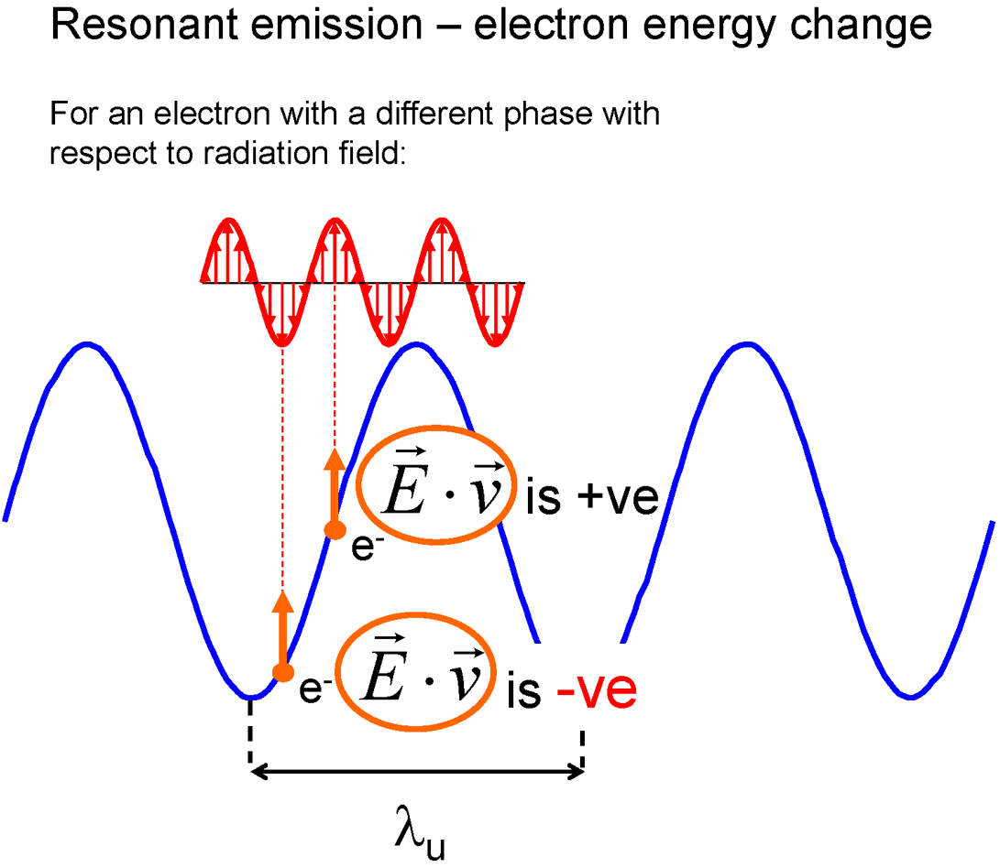 Resonant emission – electron energy change
For an electron with a different phase with
respect to radiation field:
E⃗ · v⃗ is +ve
e-
E⃗ · v⃗ is -ve
e-
λu